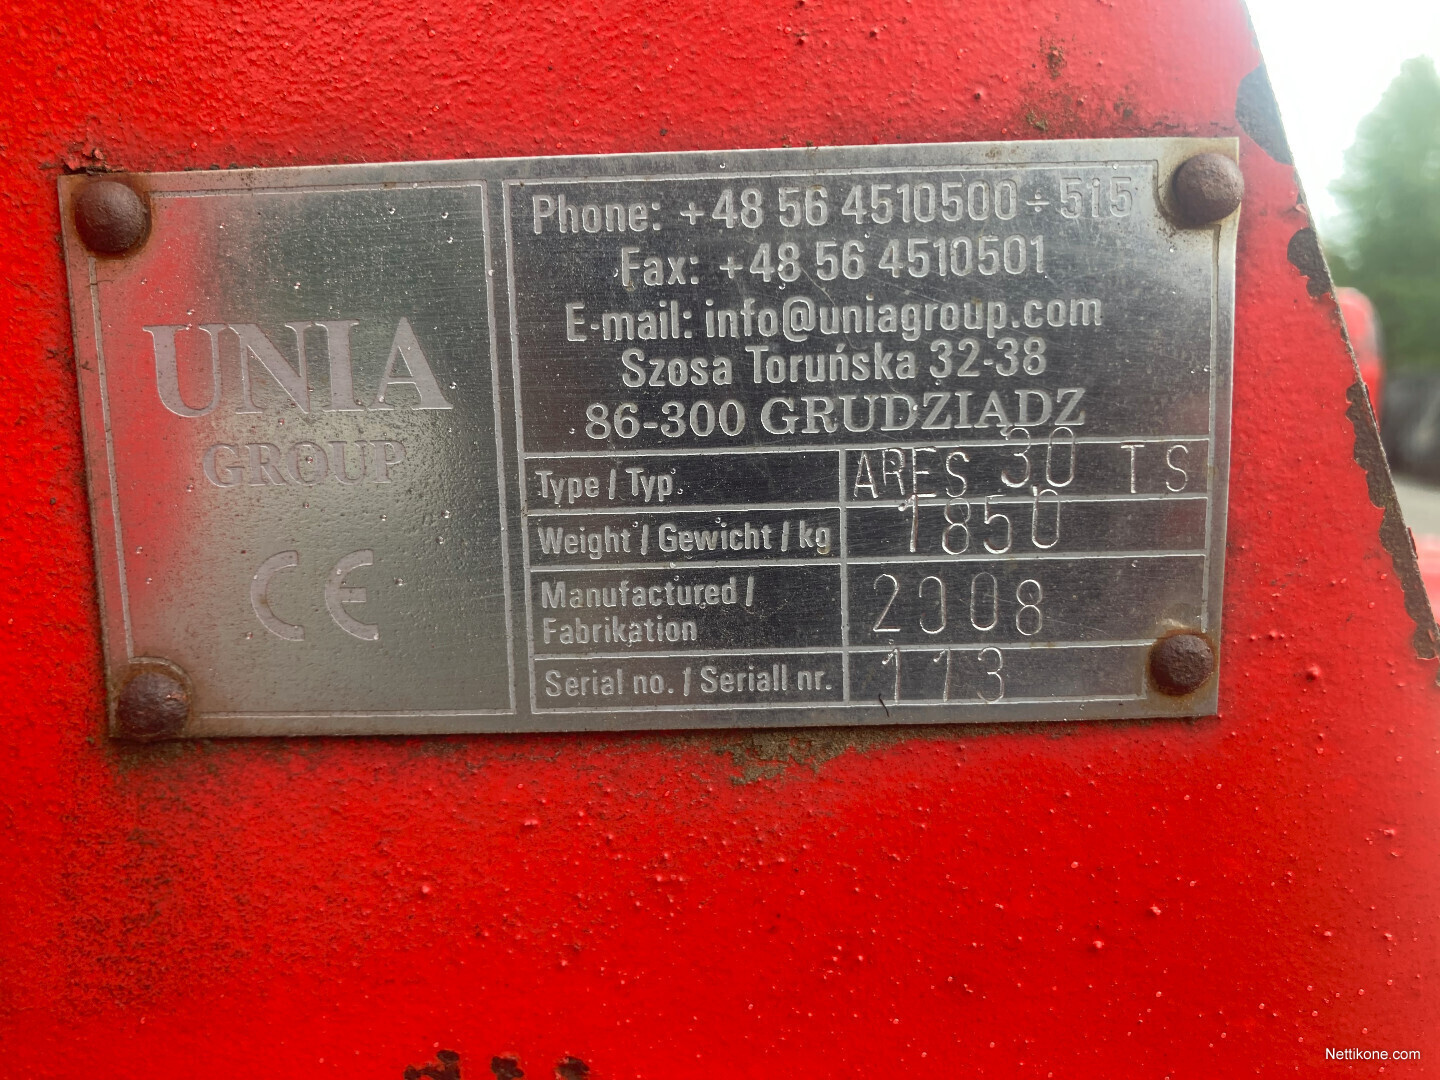 UNIA
GROUP
CE
Phone: +48 56 4510500÷515
Fax: +48 56 4510501
E-mail: info@uniagroup.com
Szosa Toruńska 32-38
86-300 GRUDZIĄDZ
Type / Typ. ARES 30 TS
Weight / Gewicht / kg 1850
Manufactured /
Fabrikation 2008
Serial no. / Seriall nr. 113
Nettikone.com